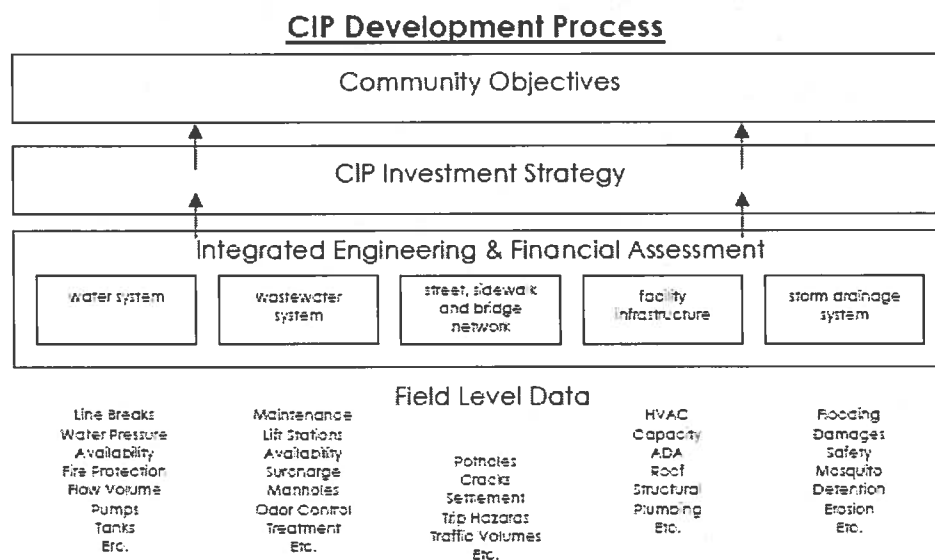 CIP Development Process
Community Objectives
CIP Investment Strategy
Integrated Engineering & Financial Assessment
water system
wastewater
system
street, sidewalk
and bridge
network
facility
infrastructure
storm drainage
system
Field Level Data
Line Breaks
Water Pressure
Availability
Fire Protection
Flow Volume
Pumps
Tanks
Etc.
Maintenance
Lift Stations
Availability
Surcharge
Manholes
Odor Control
Treatment
Etc.
Potholes
Cracks
Settlement
Trip Hazards
Traffic Volumes
Etc.
HVAC
Capacity
ADA
Roof
Structural
Plumbing
Etc.
Flooding
Damages
Safety
Mosquito
Detention
Erosion
Etc.